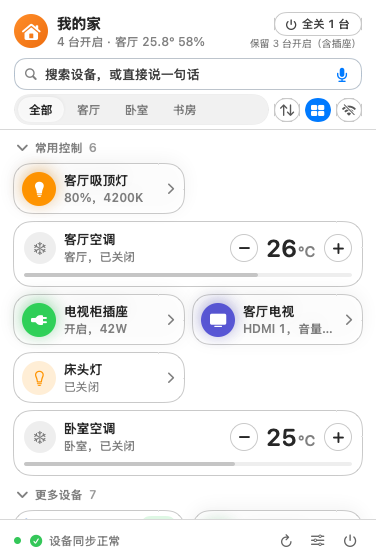 我的家
4 台开启 · 客厅 25.8° 58%
全关 1 台
保留 3 台开启（含插座）
搜索设备，或直接说一句话
全部 客厅 卧室 书房
常用控制 6
客厅吸顶灯
80%，4200K
客厅空调
客厅，已关闭
26°C
电视柜插座
开启，42W
客厅电视
HDMI 1，音量...
床头灯
已关闭
卧室空调
卧室，已关闭
25°C
更多设备 7
设备同步正常